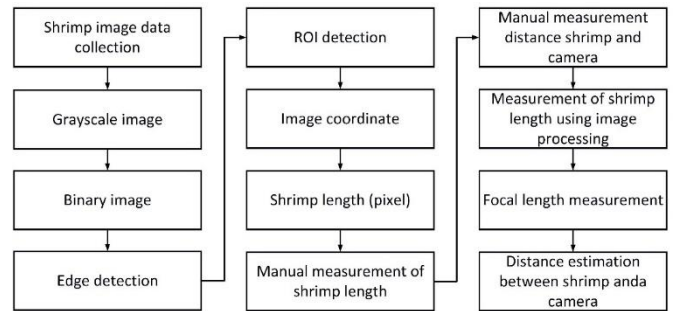 Shrimp image data
collection
Grayscale image
Binary image
Edge detection
ROI detection
Image coordinate
Shrimp length (pixel)
Manual measurement of
shrimp length
Manual measurement
distance shrimp and
camera
Measurement of shrimp
length using image
processing
Focal length measurement
Distance estimation
between shrimp anda
camera